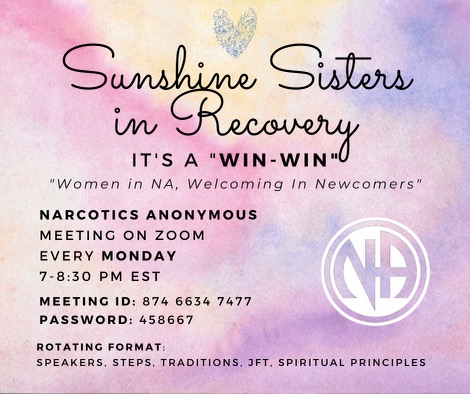 Sunshine Sisters
in Recovery
IT'S A "WIN-WIN"
"Women in NA, Welcoming In Newcomers"
NARCOTICS ANONYMOUS
MEETING ON ZOOM
EVERY MONDAY
7-8:30 PM EST
NA
MEETING ID: 874 6634 7477
PASSWORD: 458667
ROTATING FORMAT:
SPEAKERS, STEPS, TRADITIONS, JFT, SPIRITUAL PRINCIPLES